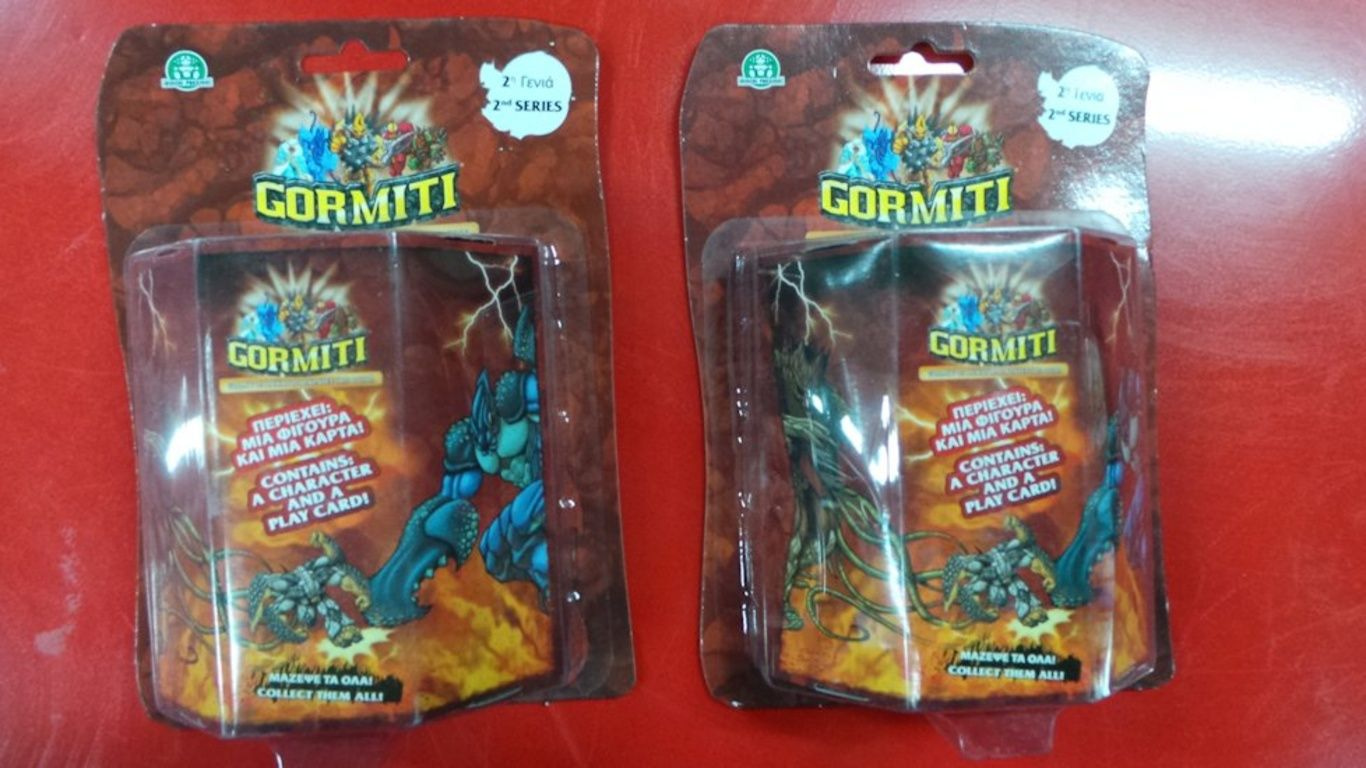 2η Γενιά
2nd SERIES
GORMITI
GORMITI
ΠΕΡΙΕΧΕΙ:
ΜΙΑ ΦΙΓΟΥΡΑ
ΚΑΙ ΜΙΑ ΚΑΡΤΑ!
CONTAINS:
A CHARACTER
AND A
PLAY CARD!
ΜΑΖΕΨΕ ΤΑ ΟΛΑ!
COLLECT THEM ALL!
2η Γενιά
2nd SERIES
GORMITI
GORMITI
ΠΕΡΙΕΧΕΙ:
ΜΙΑ ΦΙΓΟΥΡΑ
ΚΑΙ ΜΙΑ ΚΑΡΤΑ!
CONTAINS:
A CHARACTER
AND A
PLAY CARD!
ΜΑΖΕΨΕ ΤΑ ΟΛΑ!
COLLECT THEM ALL!